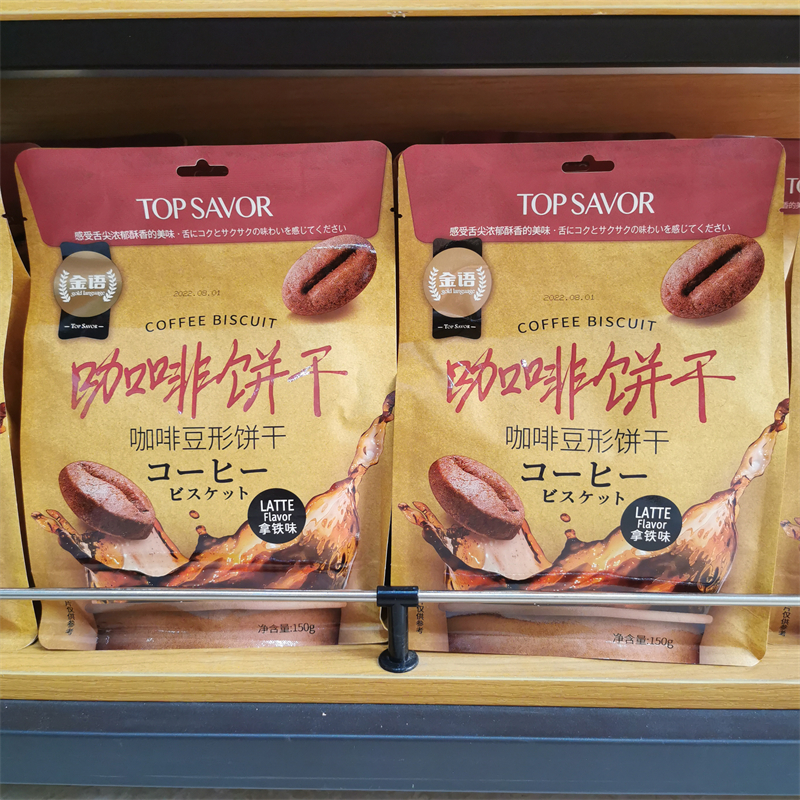 TOP SAVOR
感受舌尖浓郁酥香的美味·舌にコクとサクサクの味わいを感じてください
金语
gold language
TOP SAVOR
2022.08.01
COFFEE BISCUIT
咖啡饼干
咖啡豆形饼干
コーヒー
ビスケット
LATTE
Flavor
拿铁味
净含量:150g
TOP SAVOR
感受舌尖浓郁酥香的美味·舌にコクとサクサクの味わいを感じてください
金语
gold language
TOP SAVOR
2022.08.01
COFFEE BISCUIT
咖啡饼干
咖啡豆形饼干
コーヒー
ビスケット
LATTE
Flavor
拿铁味
仅供参考
净含量:150g